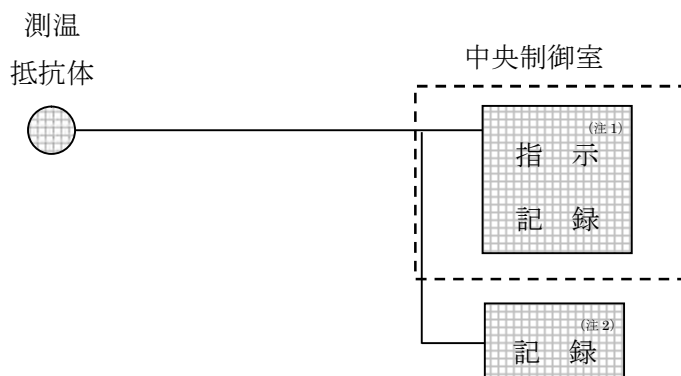 測温
抵抗体
中央制御室
(注1)
指 示
記 録
(注2)
記 録